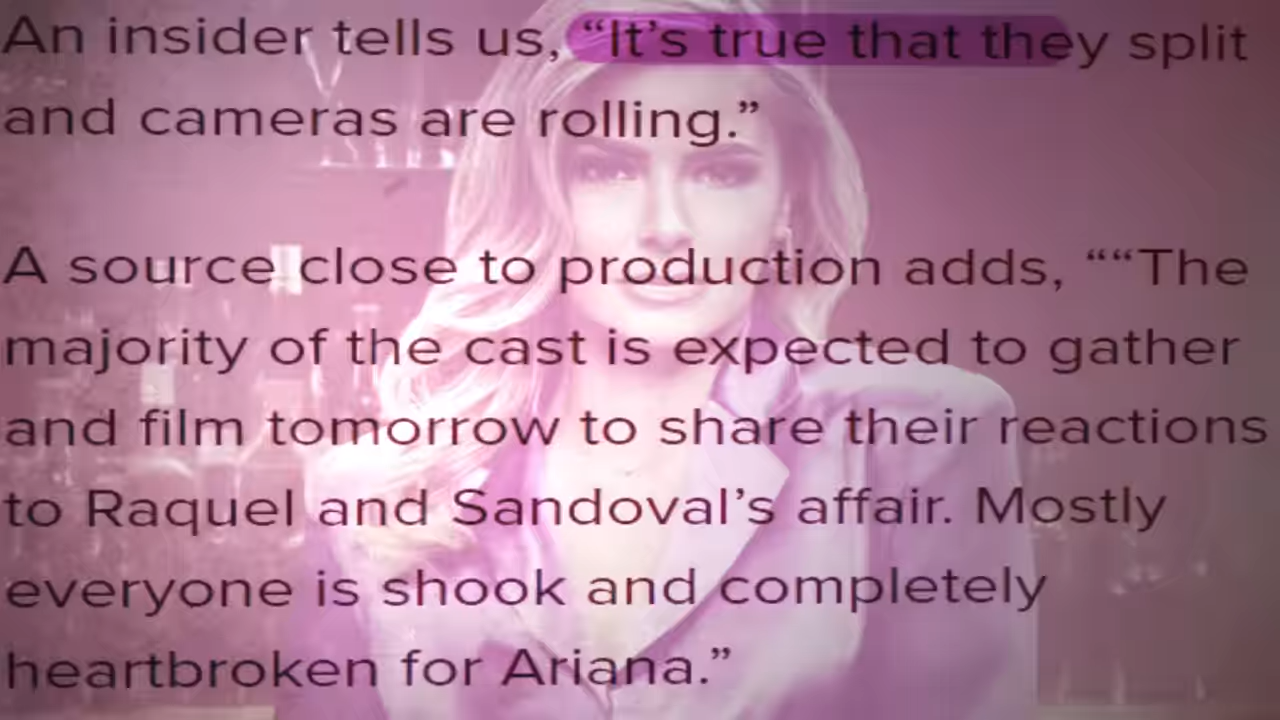 An insider tells us, “It’s true that they split
and cameras are rolling.”
A source close to production adds, ““The
majority of the cast is expected to gather
and film tomorrow to share their reactions
to Raquel and Sandoval’s affair. Mostly
everyone is shook and completely
heartbroken for Ariana.”